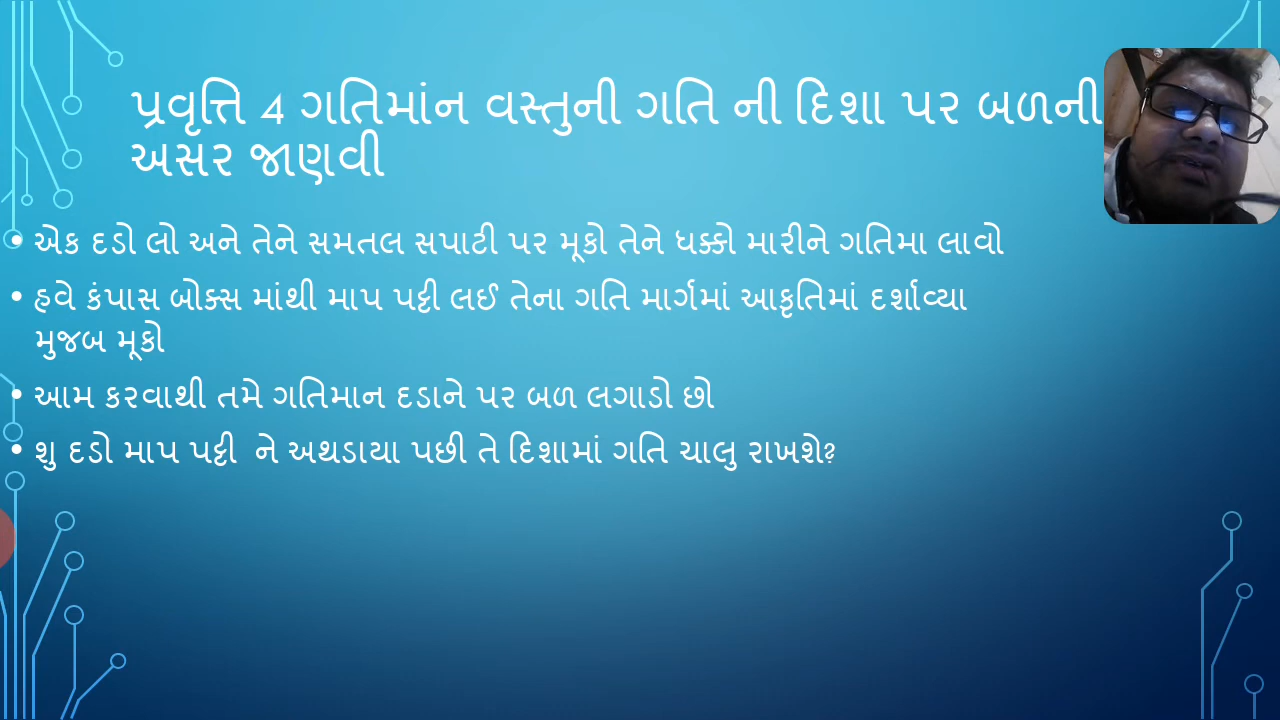 પ્રવૃત્તિ 4 ગતિમાંન વસ્તુની ગતિ ની દિશા પર બળની
અસર જાણવી
• એક દડો લો અને તેને સમતલ સપાટી પર મૂકો તેને ધક્કો મારીને ગતિમા લાવો
• હવે કંપાસ બોક્સ માંથી માપ પટ્ટી લઈ તેના ગતિ માર્ગમાં આકૃતિમાં દર્શાવ્યા
મુજબ મૂકો
• આમ કરવાથી તમે ગતિમાન દડાને પર બળ લગાડો છો
• શુ દડો માપ પટ્ટી ને અથડાયા પછી તે દિશામાં ગતિ ચાલુ રાખશે?